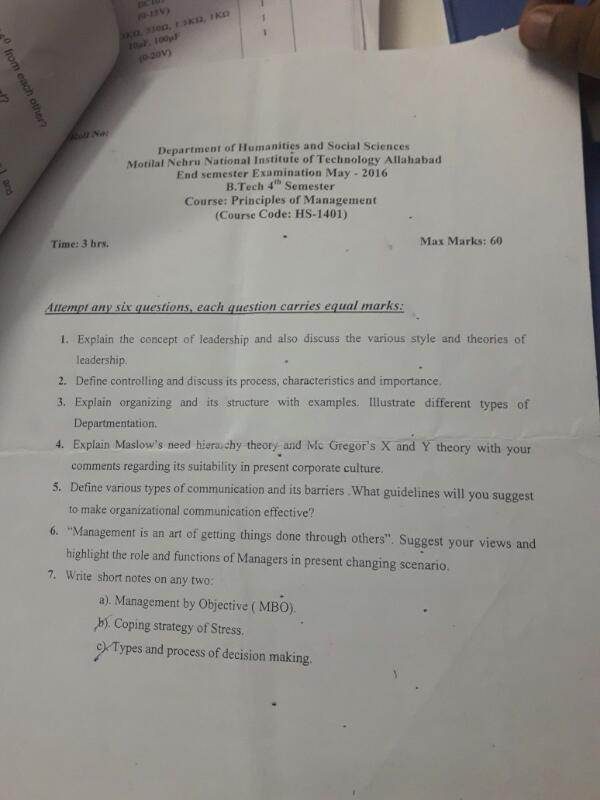 (0-15V)
3KΩ, 330Ω, 1.5KΩ, 1KΩ
10µF, 100µF
(0-20V)
1
1
1
from each other?
and
Roll No:
Department of Humanities and Social Sciences
Motilal Nehru National Institute of Technology Allahabad
End semester Examination May - 2016
B.Tech 4th Semester
Course: Principles of Management
(Course Code: HS-1401)
Time: 3 hrs. Max Marks: 60
Attempt any six questions, each question carries equal marks:
1. Explain the concept of leadership and also discuss the various style and theories of
leadership.
2. Define controlling and discuss its process, characteristics and importance.
3. Explain organizing and its structure with examples. Illustrate different types of
Departmentation.
4. Explain Maslow's need hierarchy theory and Mc Gregor's X and Y theory with your
comments regarding its suitability in present corporate culture.
5. Define various types of communication and its barriers .What guidelines will you suggest
to make organizational communication effective?
6. "Management is an art of getting things done through others". Suggest your views and
highlight the role and functions of Managers in present changing scenario.
7. Write short notes on any two:
a). Management by Objective ( MBO).
b). Coping strategy of Stress.
c). Types and process of decision making.